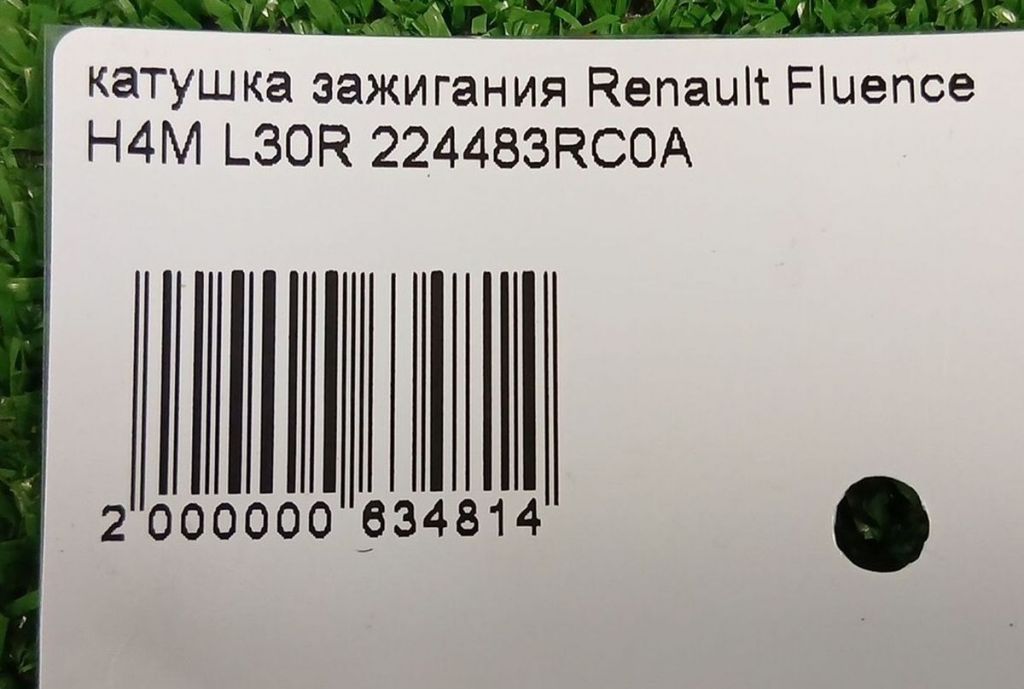 катушка зажигания Renault Fluence
H4M L30R 224483RC0A
2 000000 634814